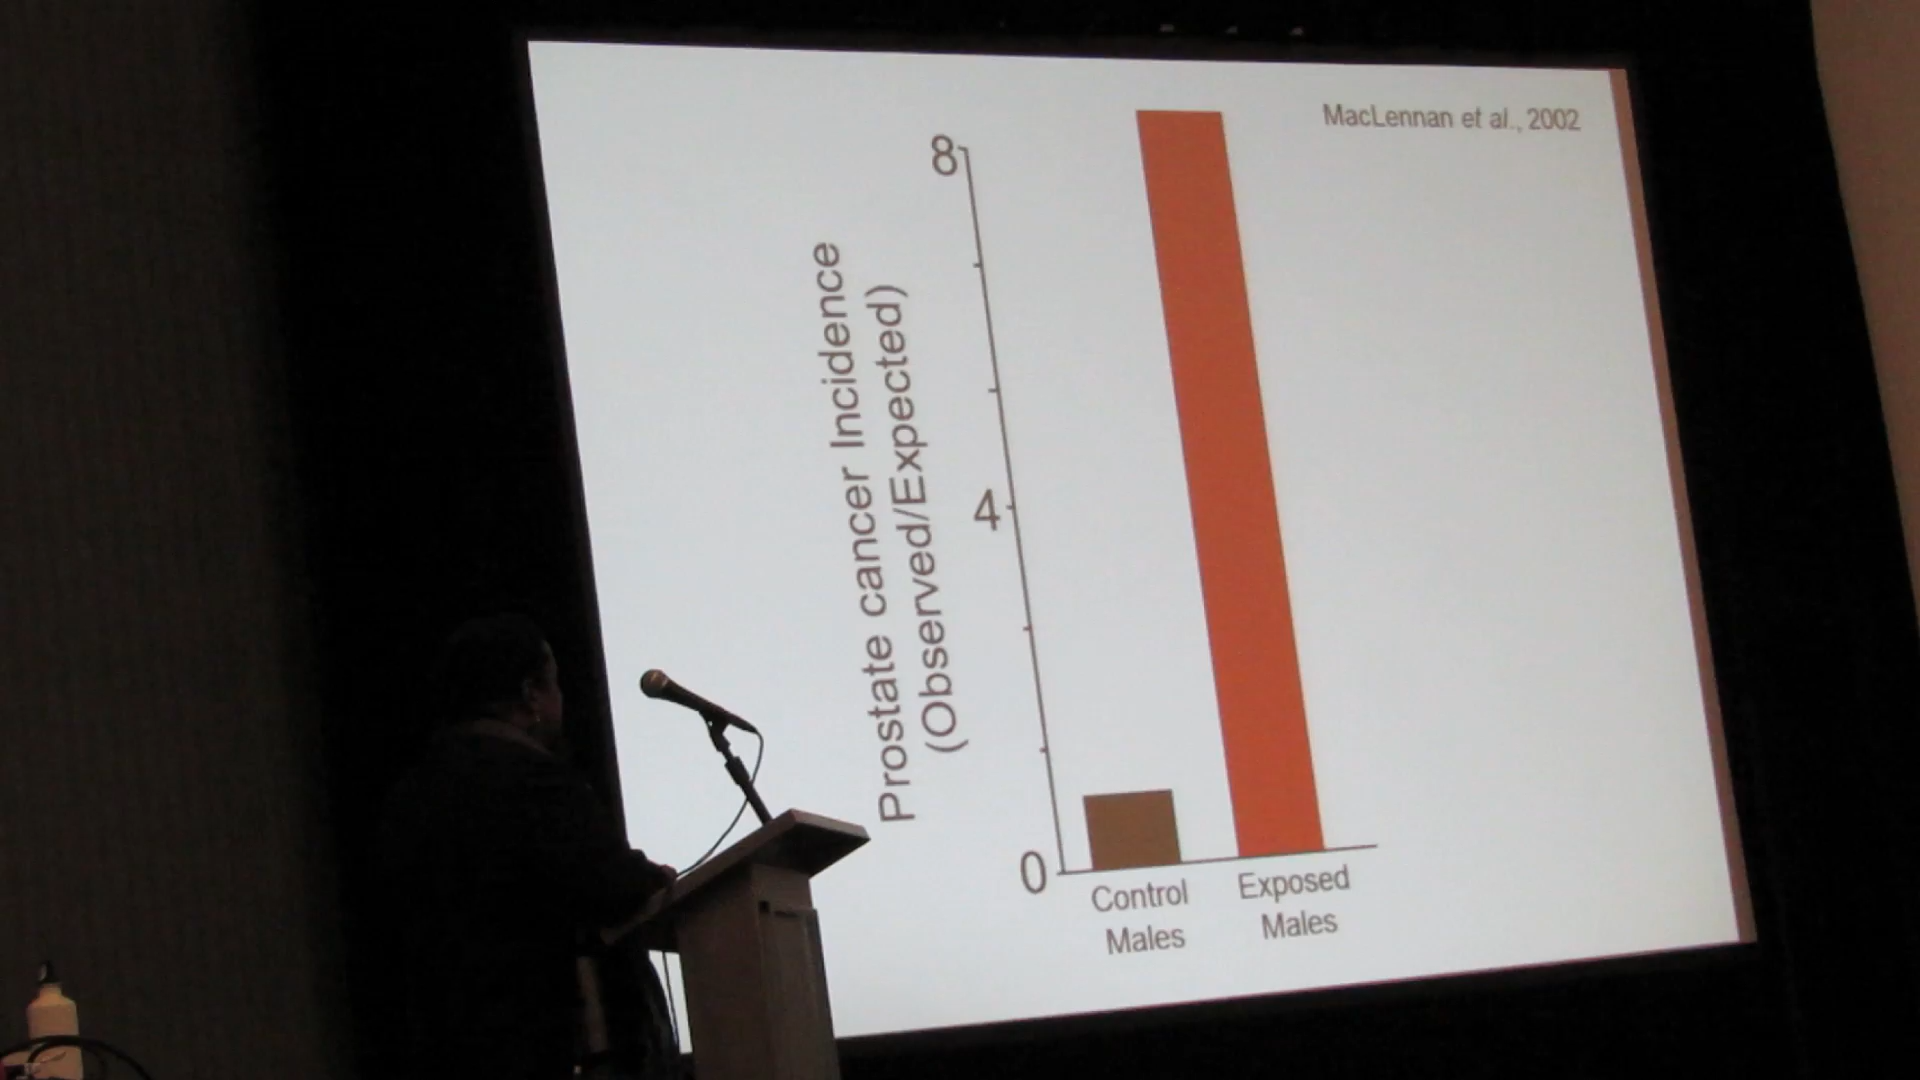 MacLennan et al., 2002
Prostate cancer Incidence
(Observed/Expected)
8
4
0
Control
Males
Exposed
Males